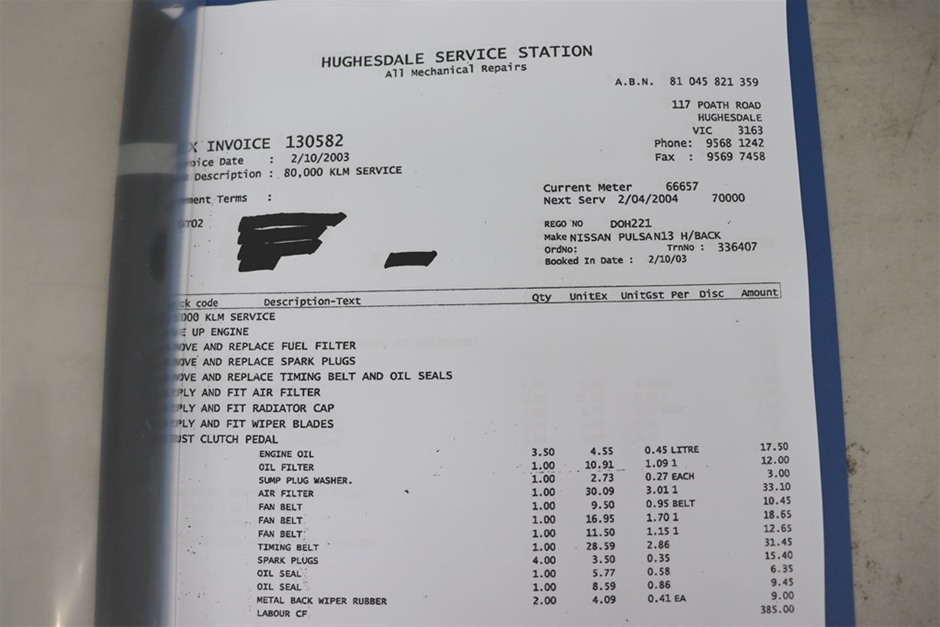 HUGHESDALE SERVICE STATION
All Mechanical Repairs
A.B.N. 81 045 821 359
117 POATH ROAD
HUGHESDALE
VIC 3163
Phone: 9568 1242
Fax : 9569 7458
X INVOICE 130582
oice Date : 2/10/2003
Description : 80,000 KLM SERVICE
ment Terms :
Current Meter 66657
Next Serv 2/04/2004 70000
T02
REGO NO DOH221
Make NISSAN PULSAN13 H/BACK
OrdNo: TrnNo : 336407
Booked In Date : 2/10/03
ck code Description-Text Qty UnitEx UnitGst Per Disc Amount
000 KLM SERVICE
E UP ENGINE
OVE AND REPLACE FUEL FILTER
OVE AND REPLACE SPARK PLUGS
OVE AND REPLACE TIMING BELT AND OIL SEALS
PLY AND FIT AIR FILTER
PLY AND FIT RADIATOR CAP
PLY AND FIT WIPER BLADES
UST CLUTCH PEDAL
ENGINE OIL 3.50 4.55 0.45 LITRE 17.50
OIL FILTER 1.00 10.91 1.09 1 12.00
SUMP PLUG WASHER. 1.00 2.73 0.27 EACH 3.00
AIR FILTER 1.00 30.09 3.01 1 33.10
FAN BELT 1.00 9.50 0.95 BELT 10.45
FAN BELT 1.00 16.95 1.70 1 18.65
FAN BELT 1.00 11.50 1.15 1 12.65
TIMING BELT 1.00 28.59 2.86 31.45
SPARK PLUGS 4.00 3.50 0.35 15.40
OIL SEAL 1.00 5.77 0.58 6.35
OIL SEAL 1.00 8.59 0.86 9.45
METAL BACK WIPER RUBBER 2.00 4.09 0.41 EA 9.00
LABOUR CF 385.00